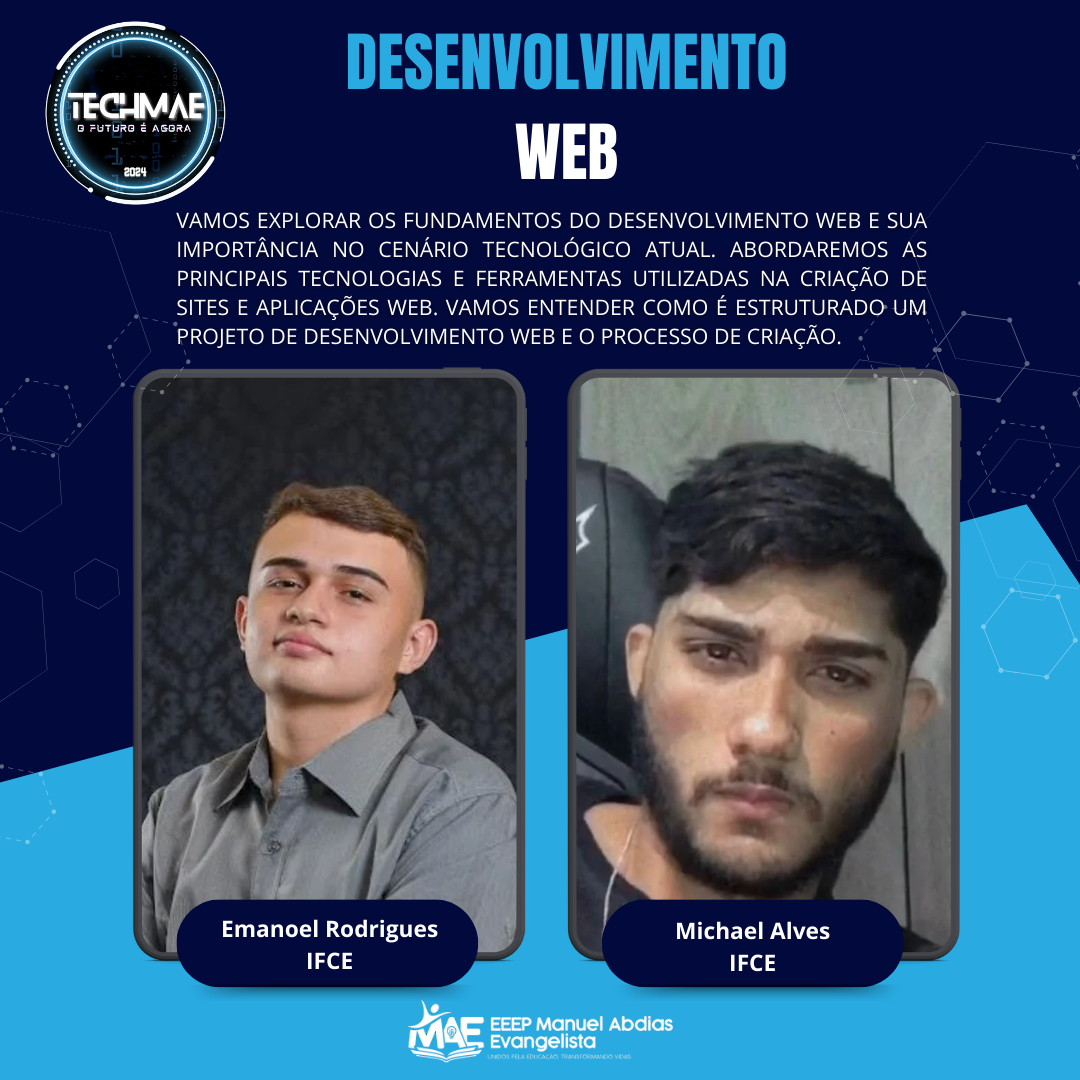 DESENVOLVIMENTO
WEB
TECHMAE
O FUTURO É AGORA
2024
VAMOS EXPLORAR OS FUNDAMENTOS DO DESENVOLVIMENTO WEB E SUA
IMPORTÂNCIA NO CENÁRIO TECNOLÓGICO ATUAL. ABORDAREMOS AS
PRINCIPAIS TECNOLOGIAS E FERRAMENTAS UTILIZADAS NA CRIAÇÃO DE
SITES E APLICAÇÕES WEB. VAMOS ENTENDER COMO É ESTRUTURADO UM
PROJETO DE DESENVOLVIMENTO WEB E O PROCESSO DE CRIAÇÃO.
Emanoel Rodrigues
IFCE
Michael Alves
IFCE
MAE
EEEP Manuel Abdias
Evangelista
UNIDOS PELA EDUCAÇÃO, TRANSFORMANDO VIDAS